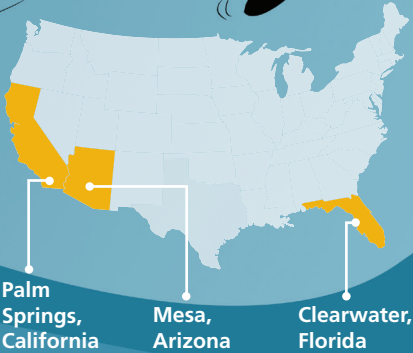 Palm
Springs,
California
Mesa,
Arizona
Clearwater,
Florida